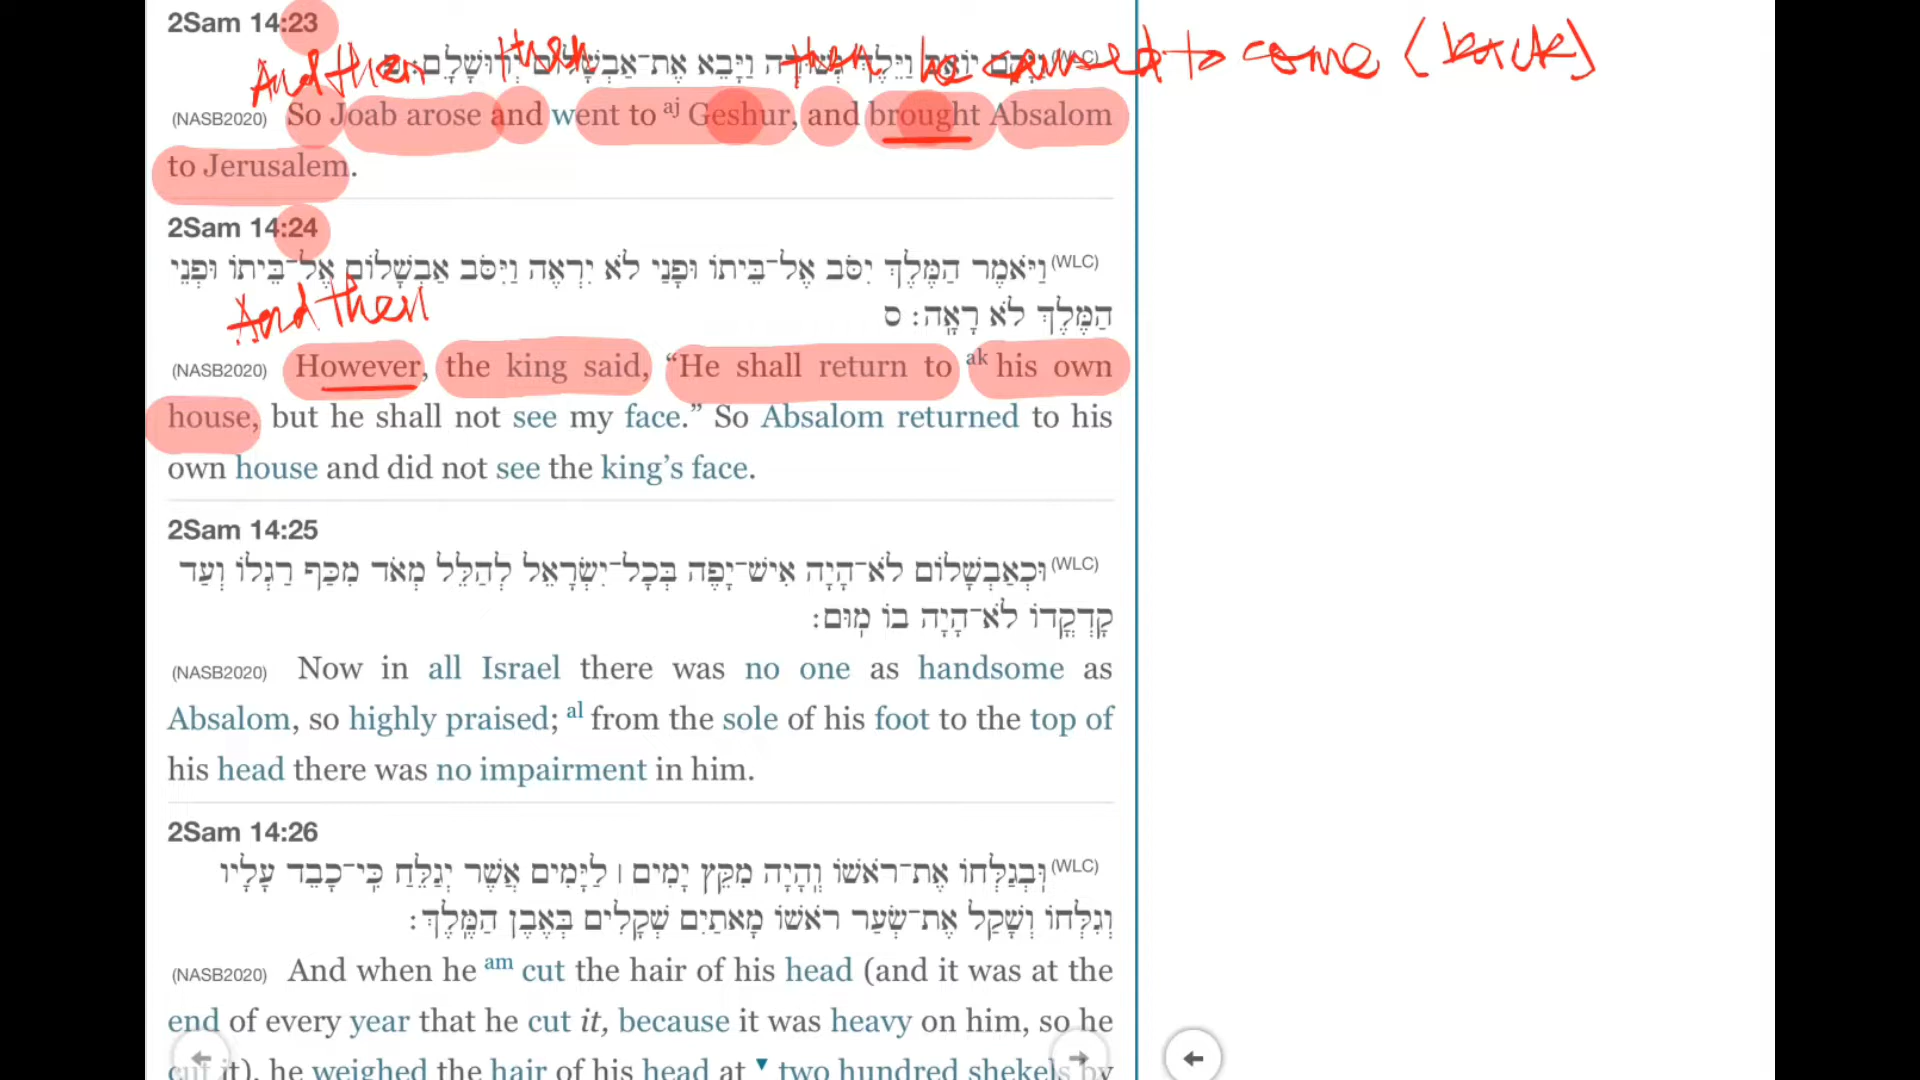 2Sam 14:23
And then then then he caused to come (back)
(WLC) וַיָּקָם יוֹאָב וַיֵּלֶךְ גְּשׁוּרָה וַיָּבֵא אֶת־אַבְשָׁלוֹם יְרוּשָׁלָ͏ִם׃
(NASB2020) So Joab arose and went to aj Geshur, and brought Absalom
to Jerusalem.
2Sam 14:24
(WLC) וַיֹּאמֶר הַמֶּלֶךְ יִסֹּב אֶל־בֵּיתוֹ וּפָנַי לֹא יִרְאֶה וַיִּסֹּב אַבְשָׁלוֹם אֶל־בֵּיתוֹ וּפְנֵי
הַמֶּלֶךְ לֹא רָאָה׃ ס
And then
(NASB2020) However, the king said, “He shall return to ak his own
house, but he shall not see my face.” So Absalom returned to his
own house and did not see the king’s face.
2Sam 14:25
(WLC) וּכְאַבְשָׁלוֹם לֹא־הָיָה אִישׁ־יָפֶה בְּכָל־יִשְׂרָאֵל לְהַלֵּל מְאֹד מִכַּף רַגְלוֹ וְעַד
קָדְקֳדוֹ לֹא־הָיָה בוֹ מוּם׃
(NASB2020) Now in all Israel there was no one as handsome as
Absalom, so highly praised; al from the sole of his foot to the top of
his head there was no impairment in him.
2Sam 14:26
(WLC) וּבְגַלְּחוֹ אֶת־רֹאשׁוֹ וְהָיָה מִקֵּץ יָמִים ׀ לַיָּמִים אֲשֶׁר יְגַלֵּחַ כִּי־כָבֵד עָלָיו
וְגִלְּחוֹ וְשָׁקַל אֶת־שְׂעַר רֹאשׁוֹ מָאתַיִם שְׁקָלִים בְּאֶבֶן הַמֶּלֶךְ׃
(NASB2020) And when he am cut the hair of his head (and it was at the
end of every year that he cut it, because it was heavy on him, so he
cut it), he weighed the hair of his head at two hundred shekels by